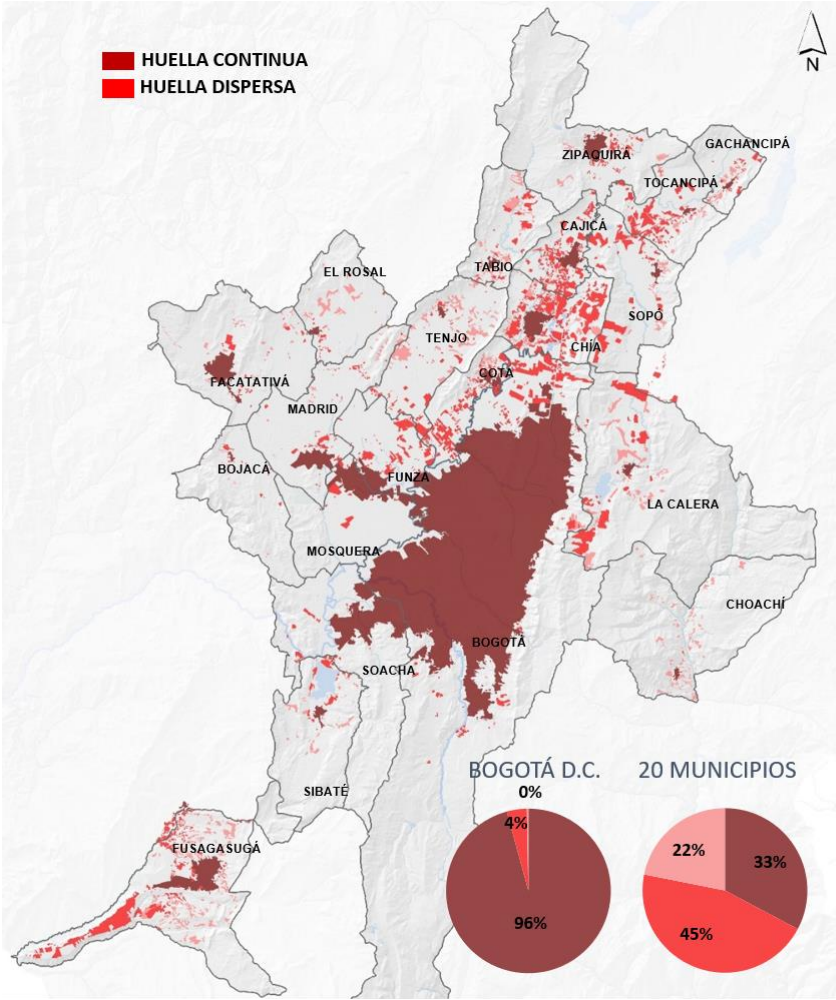 HUELLA CONTINUA
HUELLA DISPERSA
N
GACHANCIPÁ
ZIPAQUIRÁ
TOCANCIPÁ
CAJICÁ
TABIO
EL ROSAL
SOPÓ
TENJO
CHÍA
COTA
FACATATIVÁ
MADRID
BOJACÁ
FUNZA
LA CALERA
MOSQUERA
CHOACHÍ
BOGOTÁ
SOACHA
SIBATÉ
FUSAGASUGÁ
BOGOTÁ D.C.
0%
4%
96%
20 MUNICIPIOS
22%
33%
45%